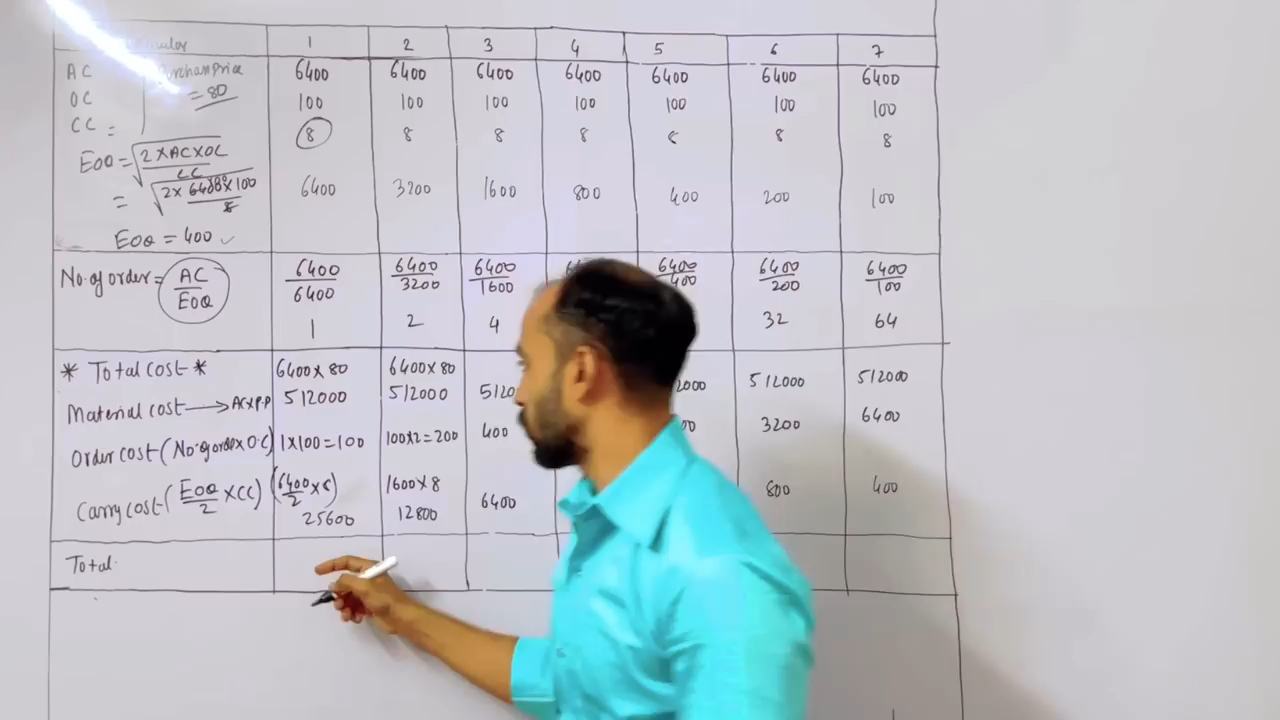 1 2 3 4 5 6 7
AC 6400 6400 6400 6400 6400 6400 6400
= 80
OC 100 100 100 100 100 100 100
CC = 8 8 8 8 8 8 8
EOQ = √2 X AC X OC / CC
= √2 x 6400 x 100 / 8 6400 3200 1600 800 400 200 100
EOQ = 400 ✓
No. of order = AC/EOQ 6400/6400 6400/3200 6400/1600 6400/400 6400/200 6400/100
1 2 4 32 64
* Total cost * 6400 x 80 6400 x 80
Material cost → ACXP.P 512000 512000 5120 2000 512000 512000
Order cost (No. of order X O.C) 1 x 100 = 100 100 x 2 = 200 400 00 3200 6400
Carry cost (EOQ/2 X CC) (6400/2 x 8) 1600 x 8 6400 800 400
25600 12800
Total.